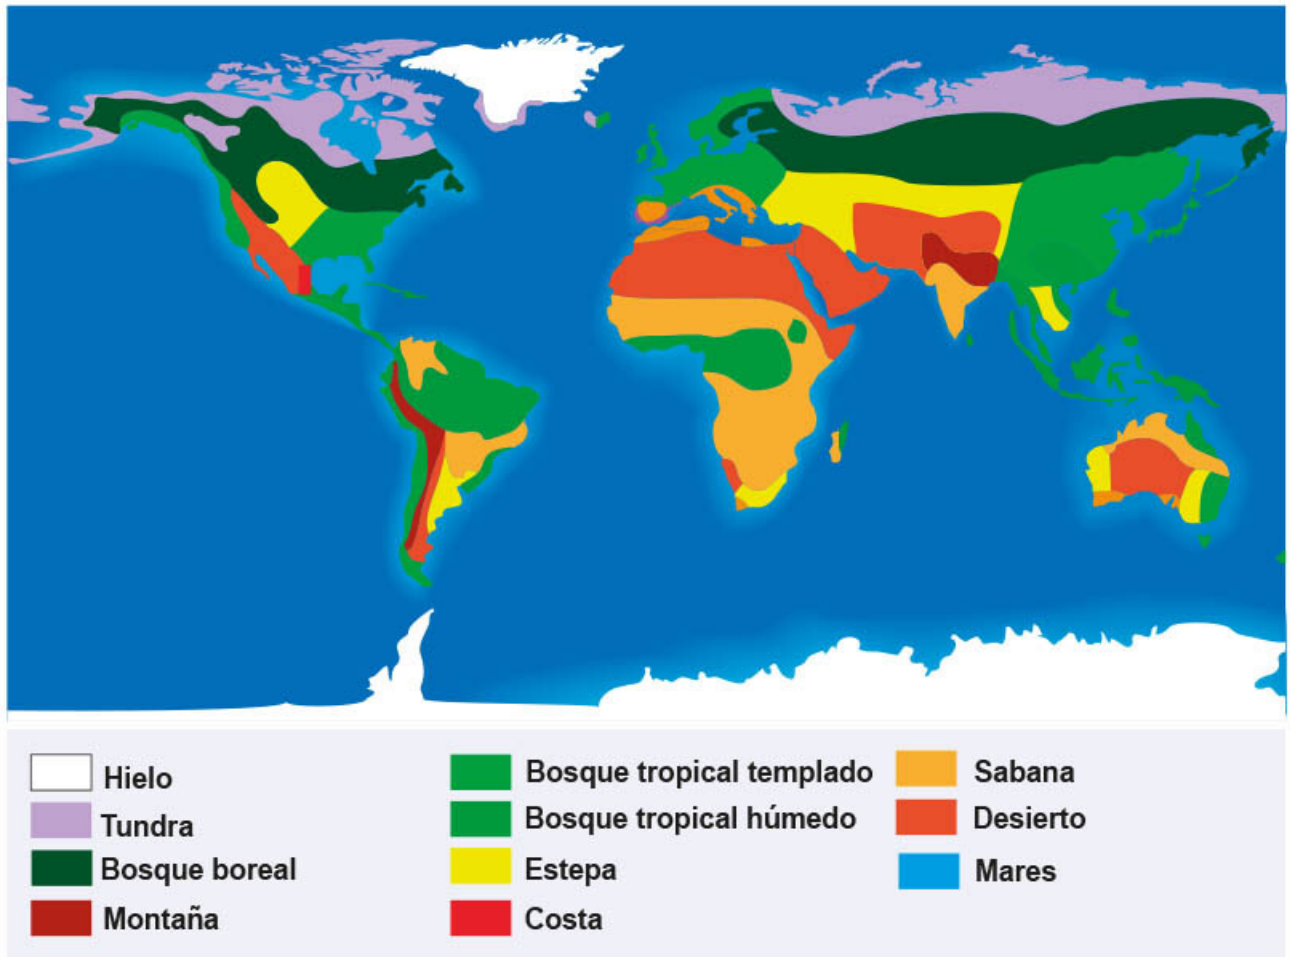 Hielo
Tundra
Bosque boreal
Montaña
Bosque tropical templado
Bosque tropical húmedo
Estepa
Costa
Sabana
Desierto
Mares